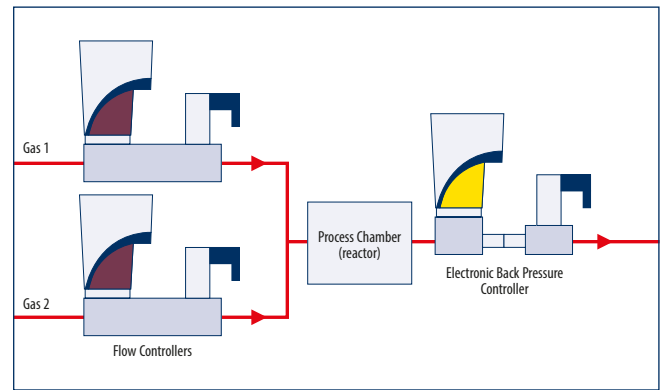 Gas 1
Process Chamber
(reactor)
Electronic Back Pressure
Controller
Gas 2
Flow Controllers